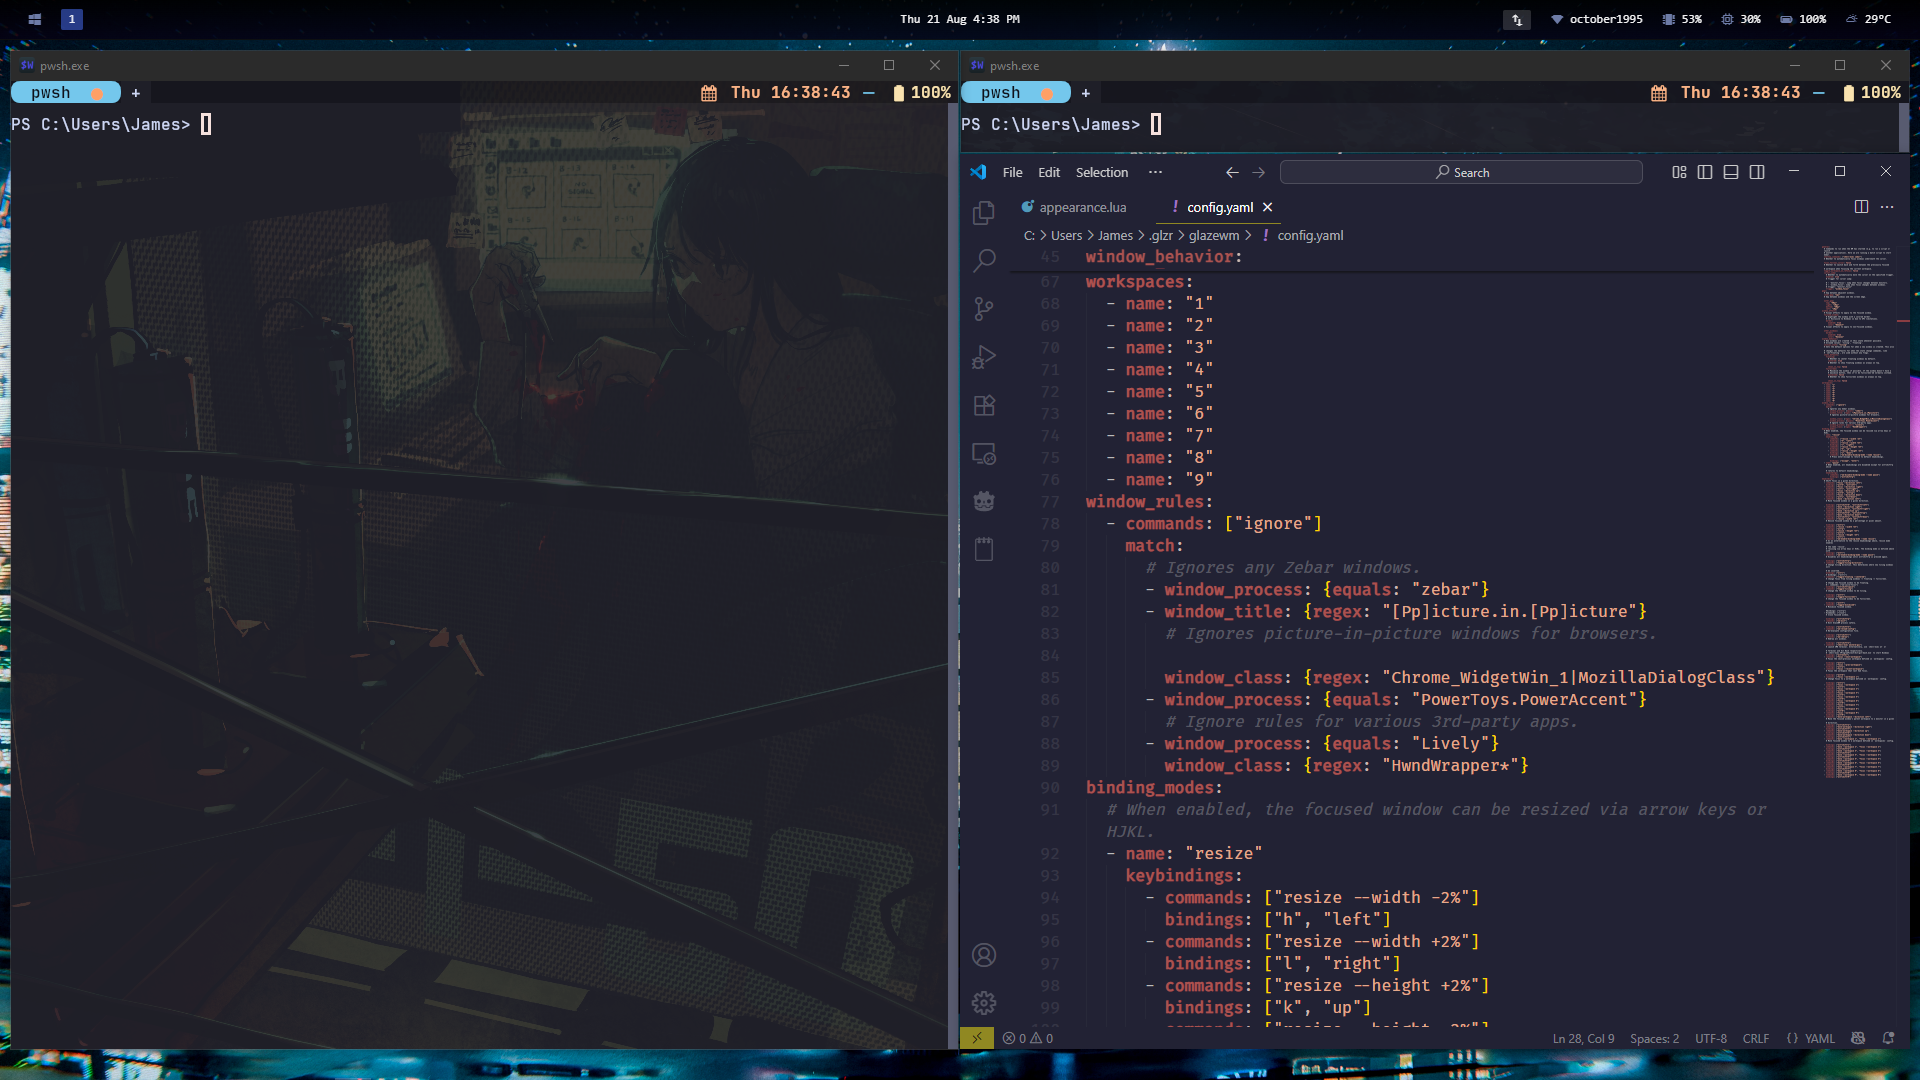 1
Thu 21 Aug 4:38 PM
october1995 53% 30% 100% 29°C
pwsh.exe
pwsh +
Thu 16:38:43 — 100%
PS C:\Users\James>
pwsh.exe
pwsh +
Thu 16:38:43 — 100%
PS C:\Users\James>
File Edit Selection ··· Search
appearance.lua ! config.yaml
C: > Users > James > .glzr > glazewm > ! config.yaml
45 window_behavior:
67 workspaces:
68 - name: "1"
69 - name: "2"
70 - name: "3"
71 - name: "4"
72 - name: "5"
73 - name: "6"
74 - name: "7"
75 - name: "8"
76 - name: "9"
77 window_rules:
78 - commands: ["ignore"]
79 match:
80 # Ignores any Zebar windows.
81 - window_process: {equals: "zebar"}
82 - window_title: {regex: "[Pp]icture.in.[Pp]icture"}
83 # Ignores picture-in-picture windows for browsers.
84
85 window_class: {regex: "Chrome_WidgetWin_1|MozillaDialogClass"}
86 - window_process: {equals: "PowerToys.PowerAccent"}
87 # Ignore rules for various 3rd-party apps.
88 - window_process: {equals: "Lively"}
89 window_class: {regex: "HwndWrapper*"}
90 binding_modes:
91 # When enabled, the focused window can be resized via arrow keys or
HJKL.
92 - name: "resize"
93 keybindings:
94 - commands: ["resize --width -2%"]
95 bindings: ["h", "left"]
96 - commands: ["resize --width +2%"]
97 bindings: ["l", "right"]
98 - commands: ["resize --height +2%"]
99 bindings: ["k", "up"]
100 - commands: ["resize --height -2%"]
0 0 Ln 28, Col 9 Spaces: 2 UTF-8 CRLF {} YAML